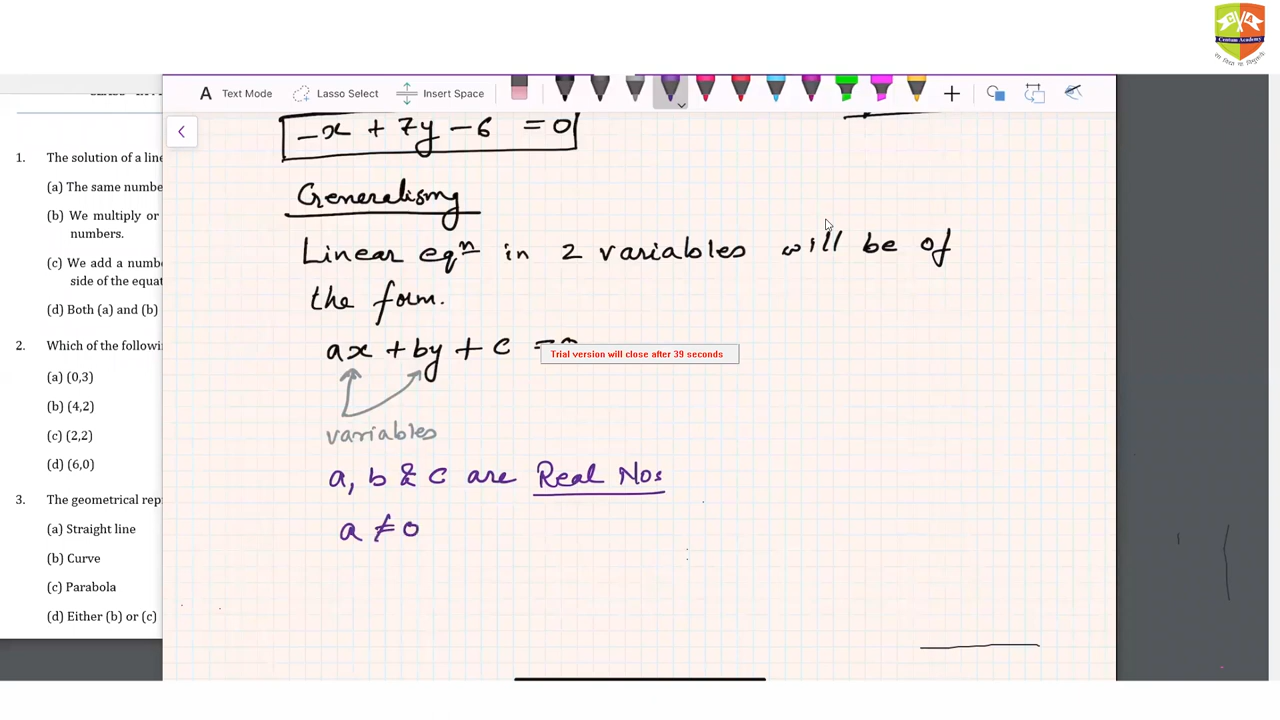 Centum Academy
A Text Mode Lasso Select Insert Space
-x + 7y - 6 = 0
Generalismg
Linear eqn in 2 variables will be of
the form.
ax + by + c =
Trial version will close after 39 seconds
variables
a, b & c are Real Nos
a ≠ 0
1. The solution of a line
(a) The same numbe
(b) We multiply or
numbers.
(c) We add a numb
side of the equat
(d) Both (a) and (b)
2. Which of the followi
(a) (0,3)
(b) (4,2)
(c) (2,2)
(d) (6,0)
3. The geometrical rep
(a) Straight line
(b) Curve
(c) Parabola
(d) Either (b) or (c)